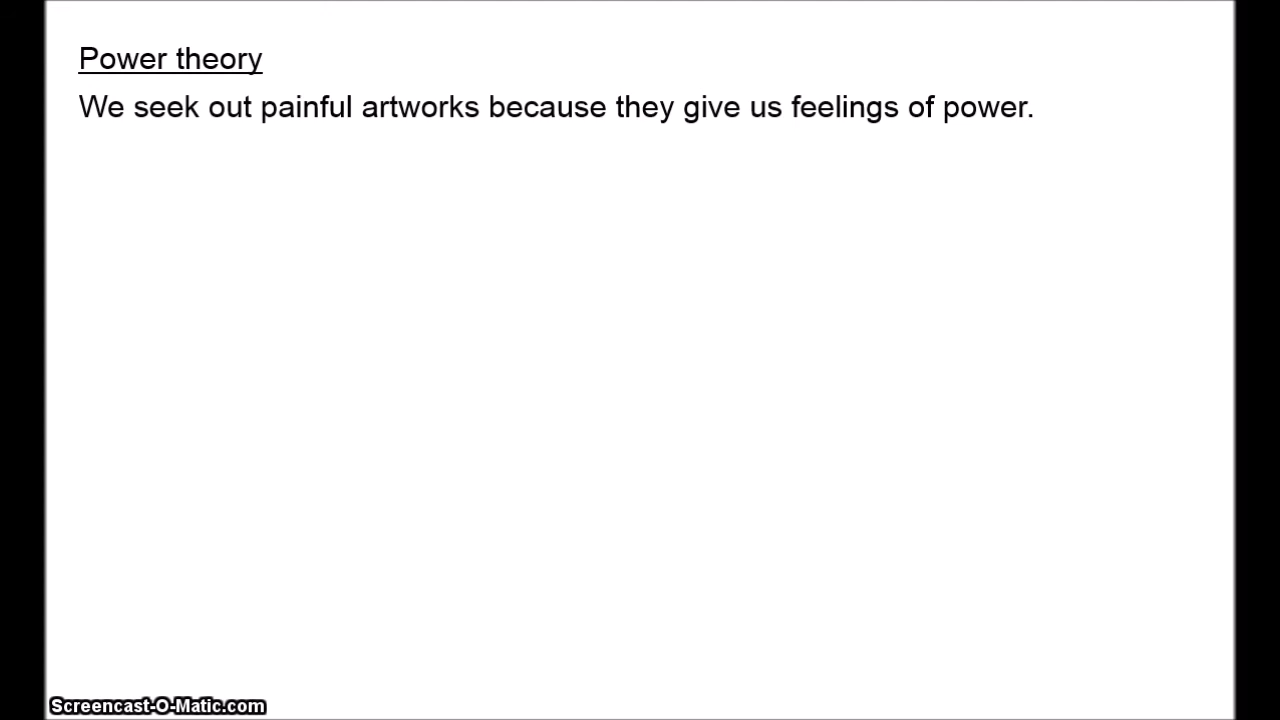 Power theory
We seek out painful artworks because they give us feelings of power.
Screencast-O-Matic.com